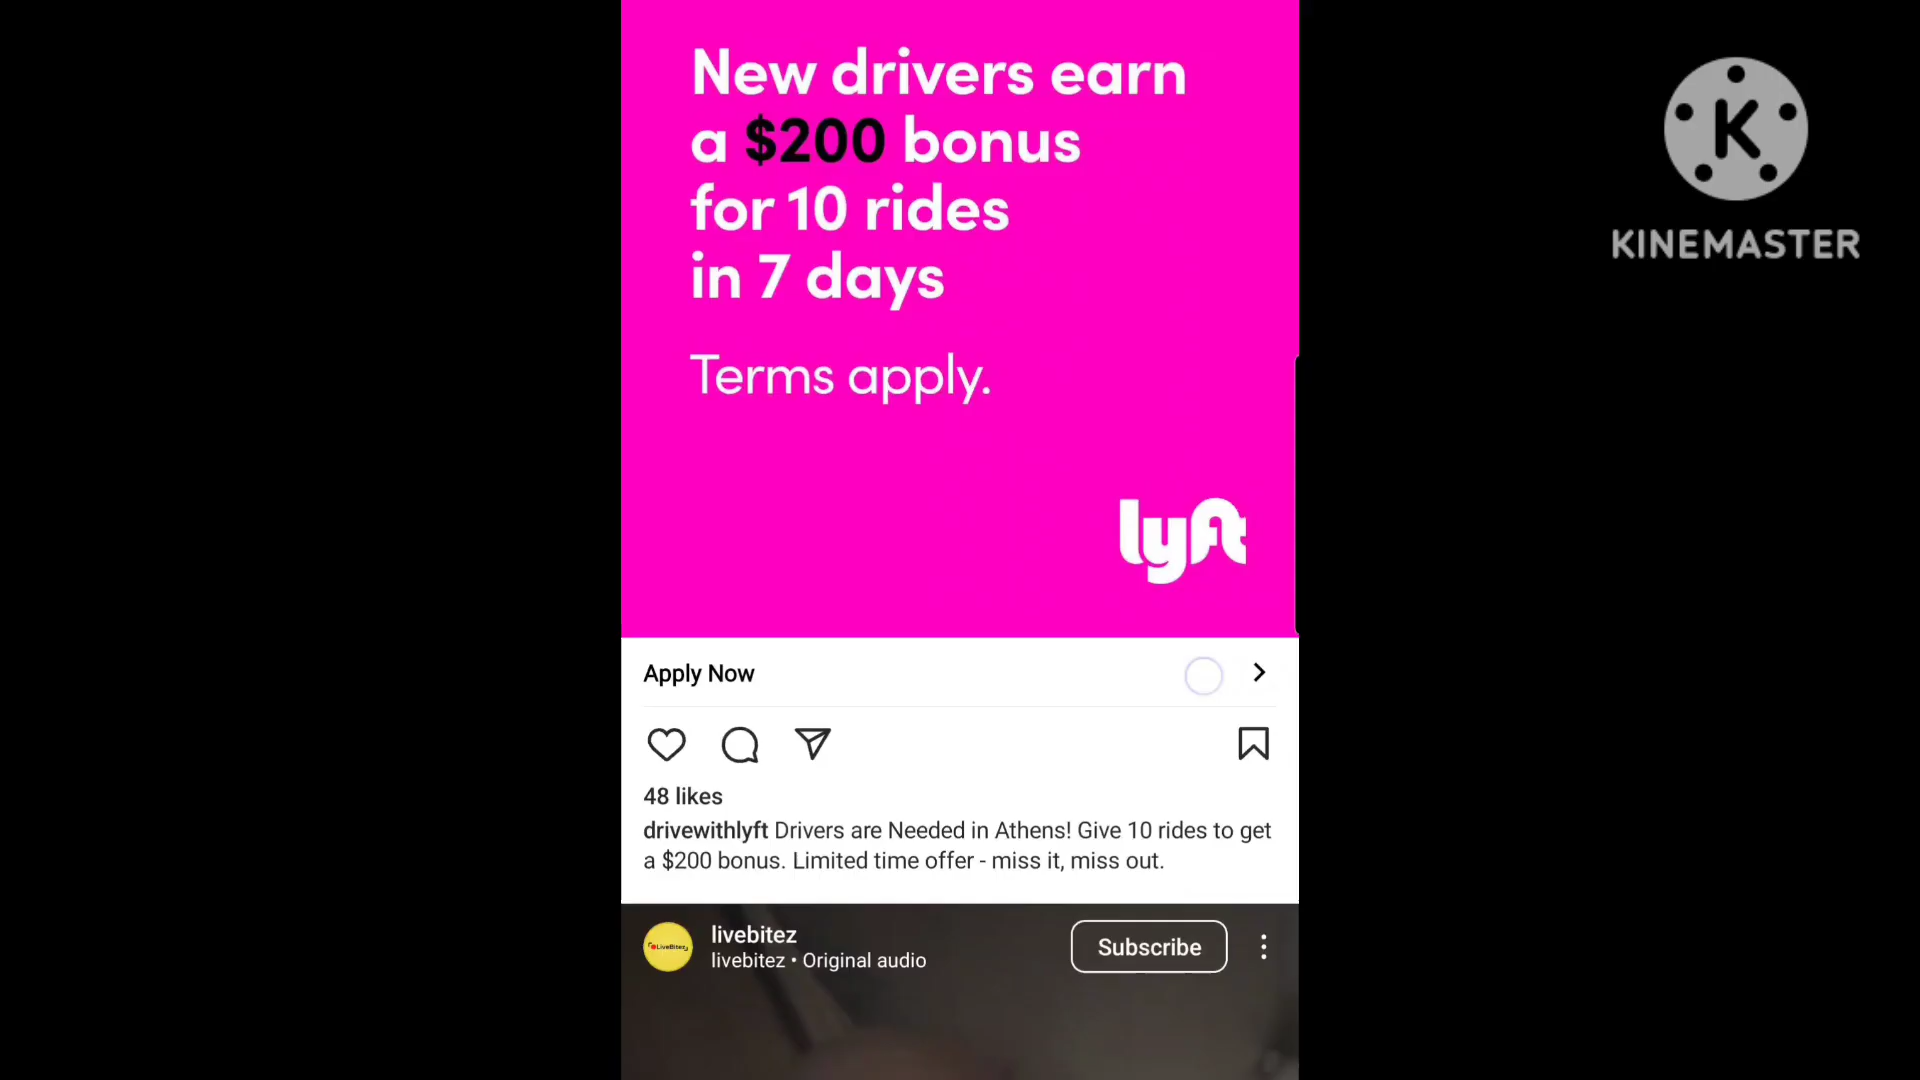 New drivers earn
a $200 bonus
for 10 rides
in 7 days
Terms apply.
lyft
K
KINEMASTER
Apply Now
48 likes
drivewithlyft Drivers are Needed in Athens! Give 10 rides to get
a $200 bonus. Limited time offer - miss it, miss out.
LiveBitez
livebitez
livebitez • Original audio
Subscribe